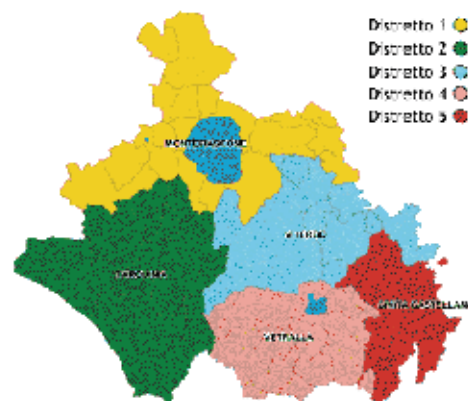 Distretto 1
Distretto 2
Distretto 3
Distretto 4
Distretto 5
MONTEFIASCONE
VITERBO
VETRALLA